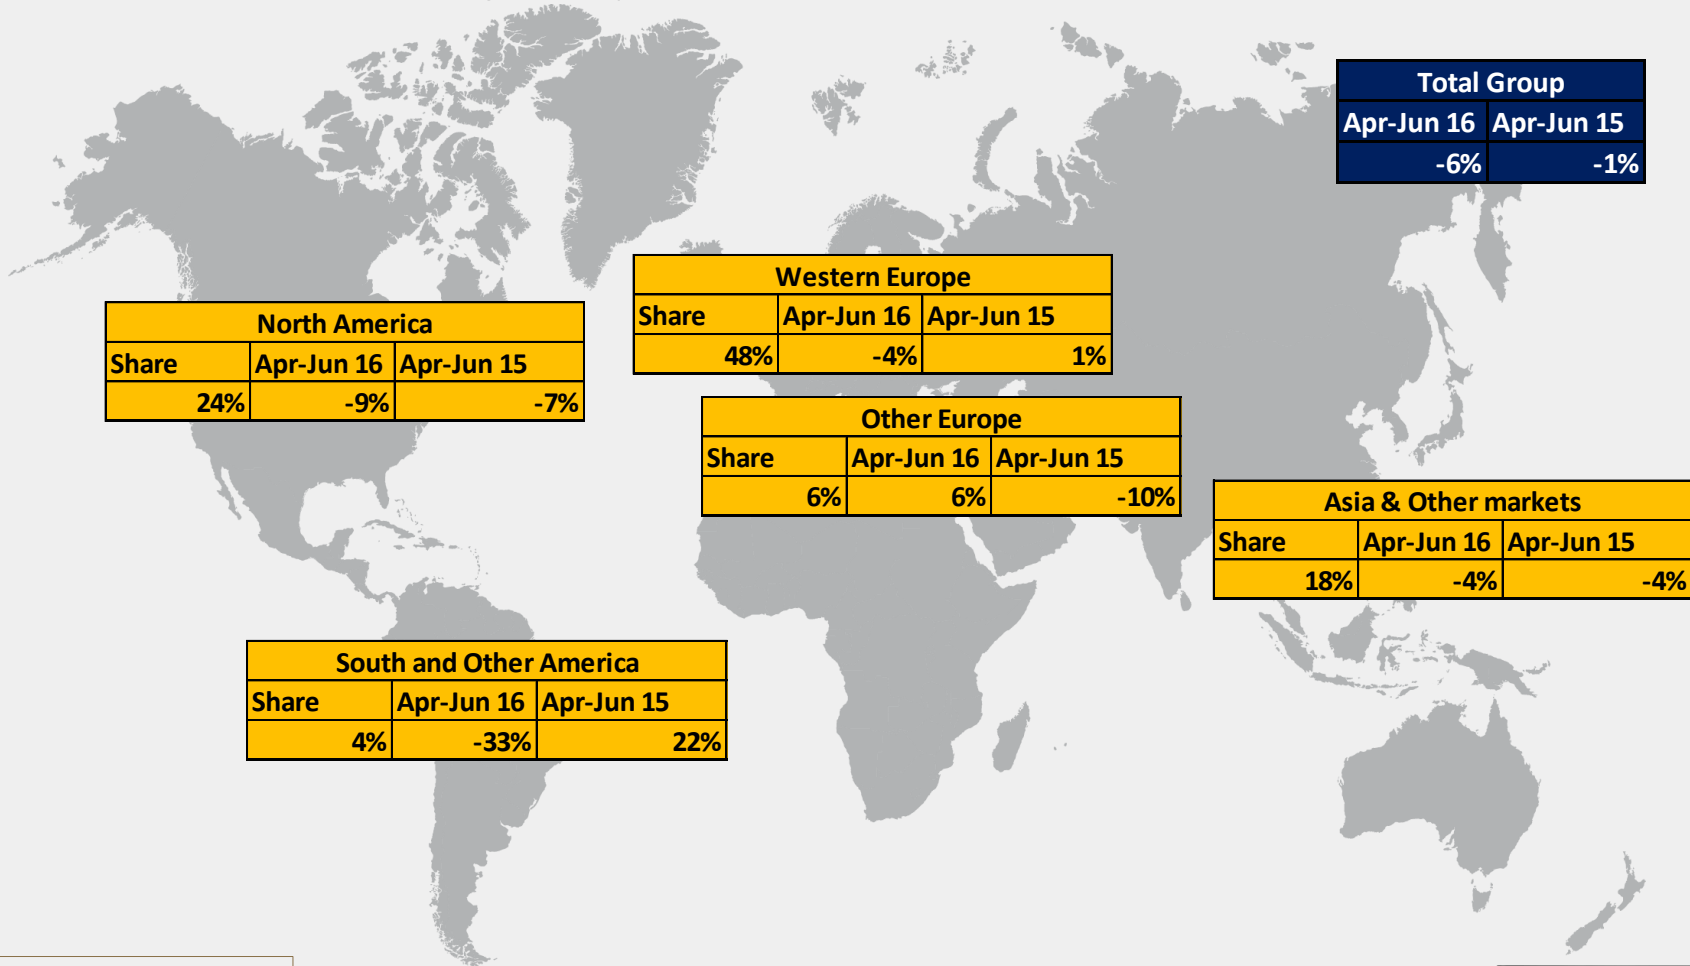 Total Group
Apr-Jun 16 Apr-Jun 15
-6% -1%
Western Europe
Share Apr-Jun 16 Apr-Jun 15
48% -4% 1%
North America
Share Apr-Jun 16 Apr-Jun 15
24% -9% -7%
Other Europe
Share Apr-Jun 16 Apr-Jun 15
6% 6% -10%
Asia & Other markets
Share Apr-Jun 16 Apr-Jun 15
18% -4% -4%
South and Other America
Share Apr-Jun 16 Apr-Jun 15
4% -33% 22%